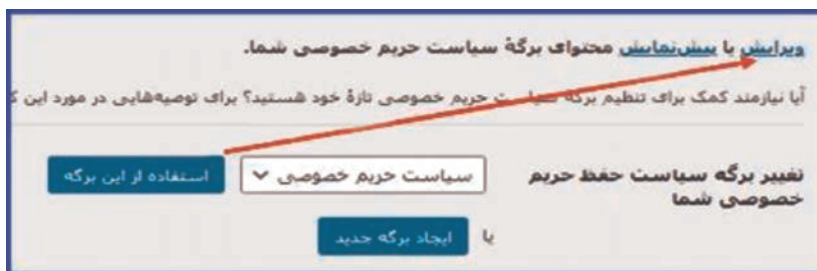 ویرایش یا پیش‌نمایش محتوای برگهٔ سیاست حریم خصوصی شما.
آیا نیازمند کمک برای تنظیم برگه سیاست حریم خصوصی تازهٔ خود هستید؟ برای توصیه‌هایی در مورد این
تغییر برگه سیاست حفظ حریم خصوصی شما
سیاست حریم خصوصی
استفاده از این برگه
یا ایجاد برگه جدید